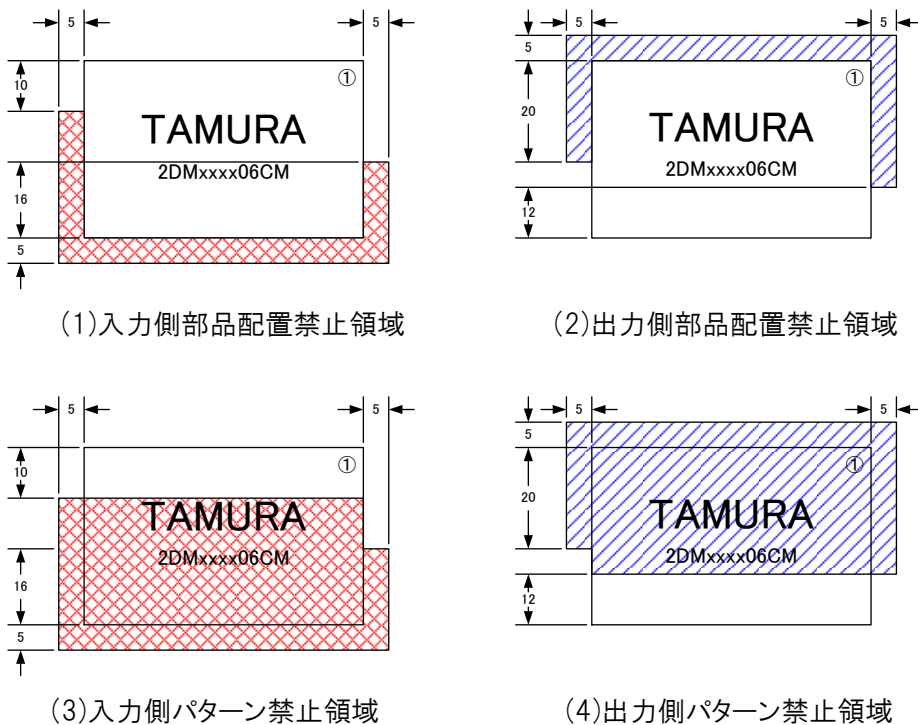 5
5
10
16
5
①
TAMURA
2DMxxxx06CM
(1)入力側部品配置禁止領域
5
5
5
20
12
①
TAMURA
2DMxxxx06CM
(2)出力側部品配置禁止領域
5
5
10
16
5
①
TAMURA
2DMxxxx06CM
(3)入力側パターン禁止領域
5
5
5
20
12
①
TAMURA
2DMxxxx06CM
(4)出力側パターン禁止領域